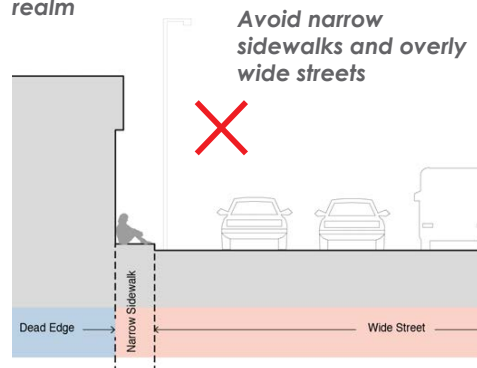 realm
Avoid narrow
sidewalks and overly
wide streets
Dead Edge
Narrow Sidewalk
Wide Street